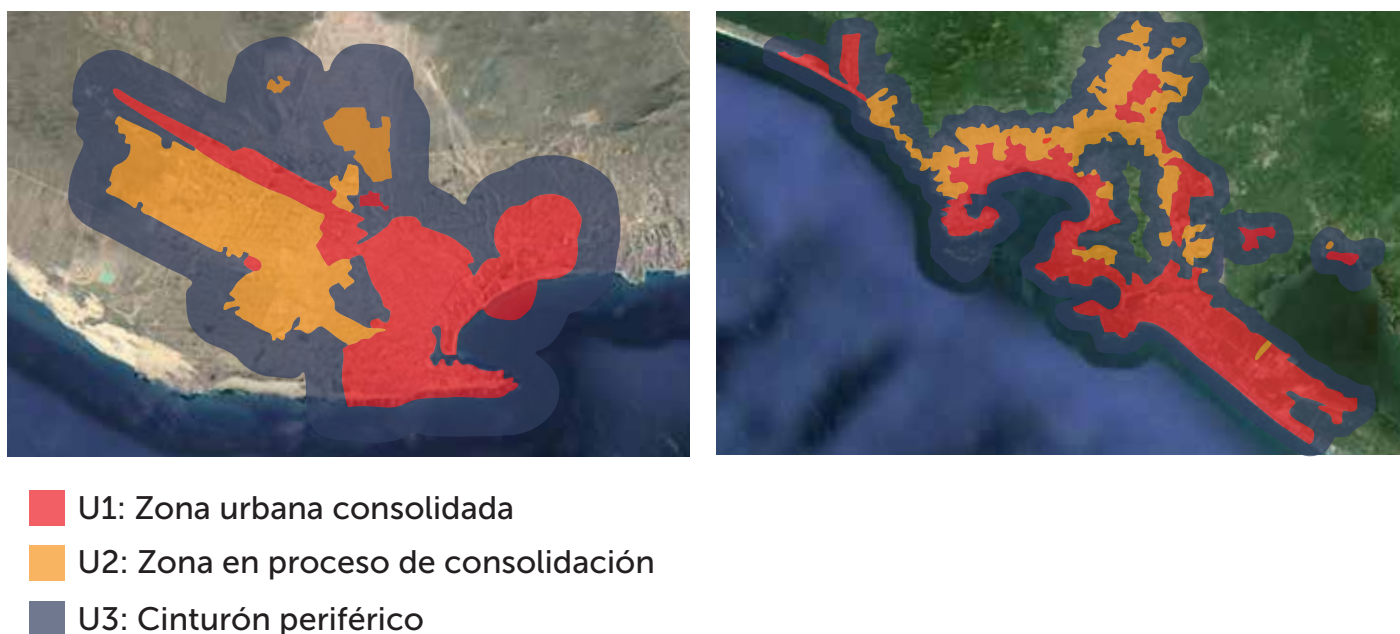 U1: Zona urbana consolidada
U2: Zona en proceso de consolidación
U3: Cinturón periférico